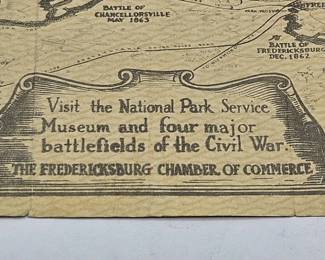 BATTLE OF
CHANCELLORSVILLE
MAY 1863
BATTLE OF
FREDERICKSBURG
DEC. 1862
Visit the National Park Service
Museum and four major
battlefields of the Civil War.
THE FREDERICKSBURG CHAMBER OF COMMERCE